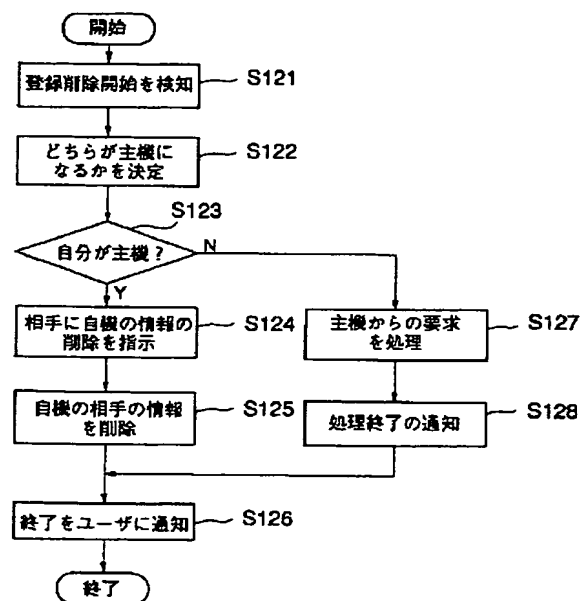 開始
登録削除開始を検知
S121
どちらが主機に
なるかを決定
S122
S123
自分が主機?
N
Y
相手に自機の情報の
削除を指示
S124
主機からの要求
を処理
S127
自機の相手の情報
を削除
S125
処理終了の通知
S128
終了をユーザに通知
S126
終了